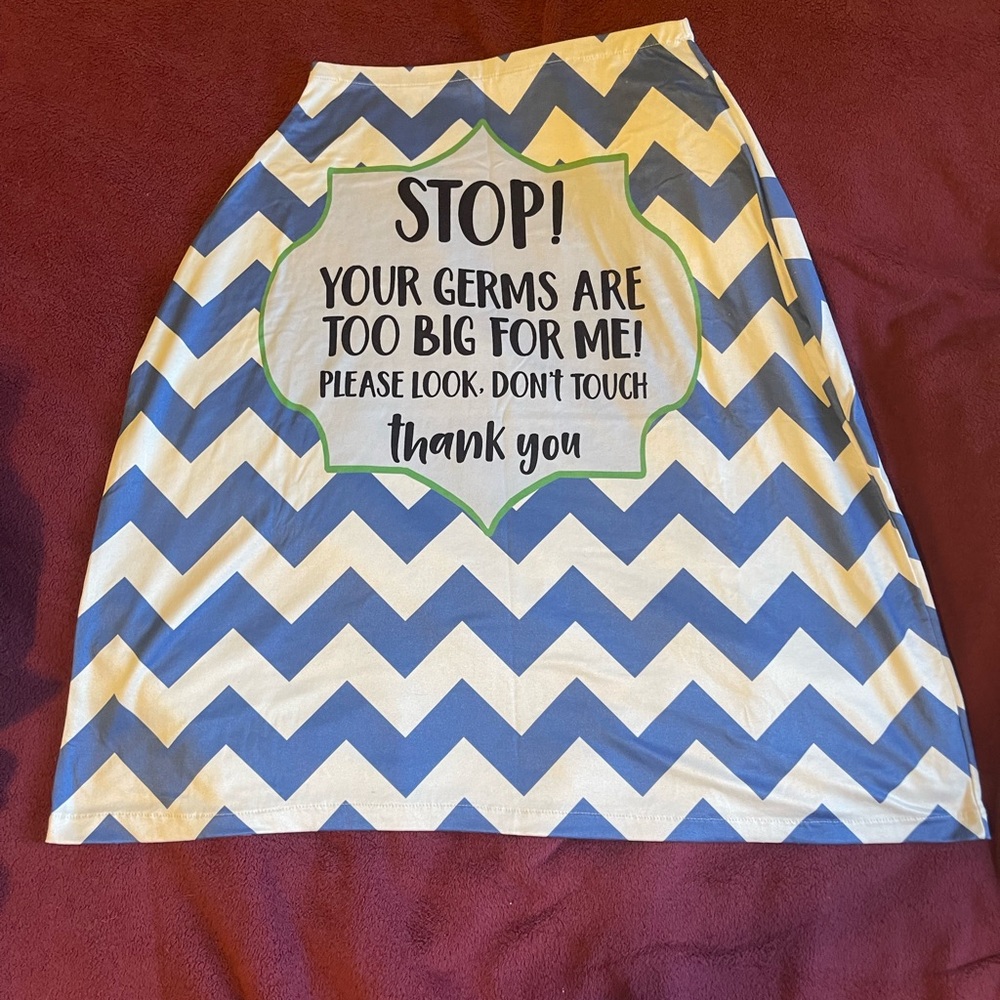 STOP!
YOUR GERMS ARE
TOO BIG FOR ME!
PLEASE LOOK, DON't TOUCH
thank you